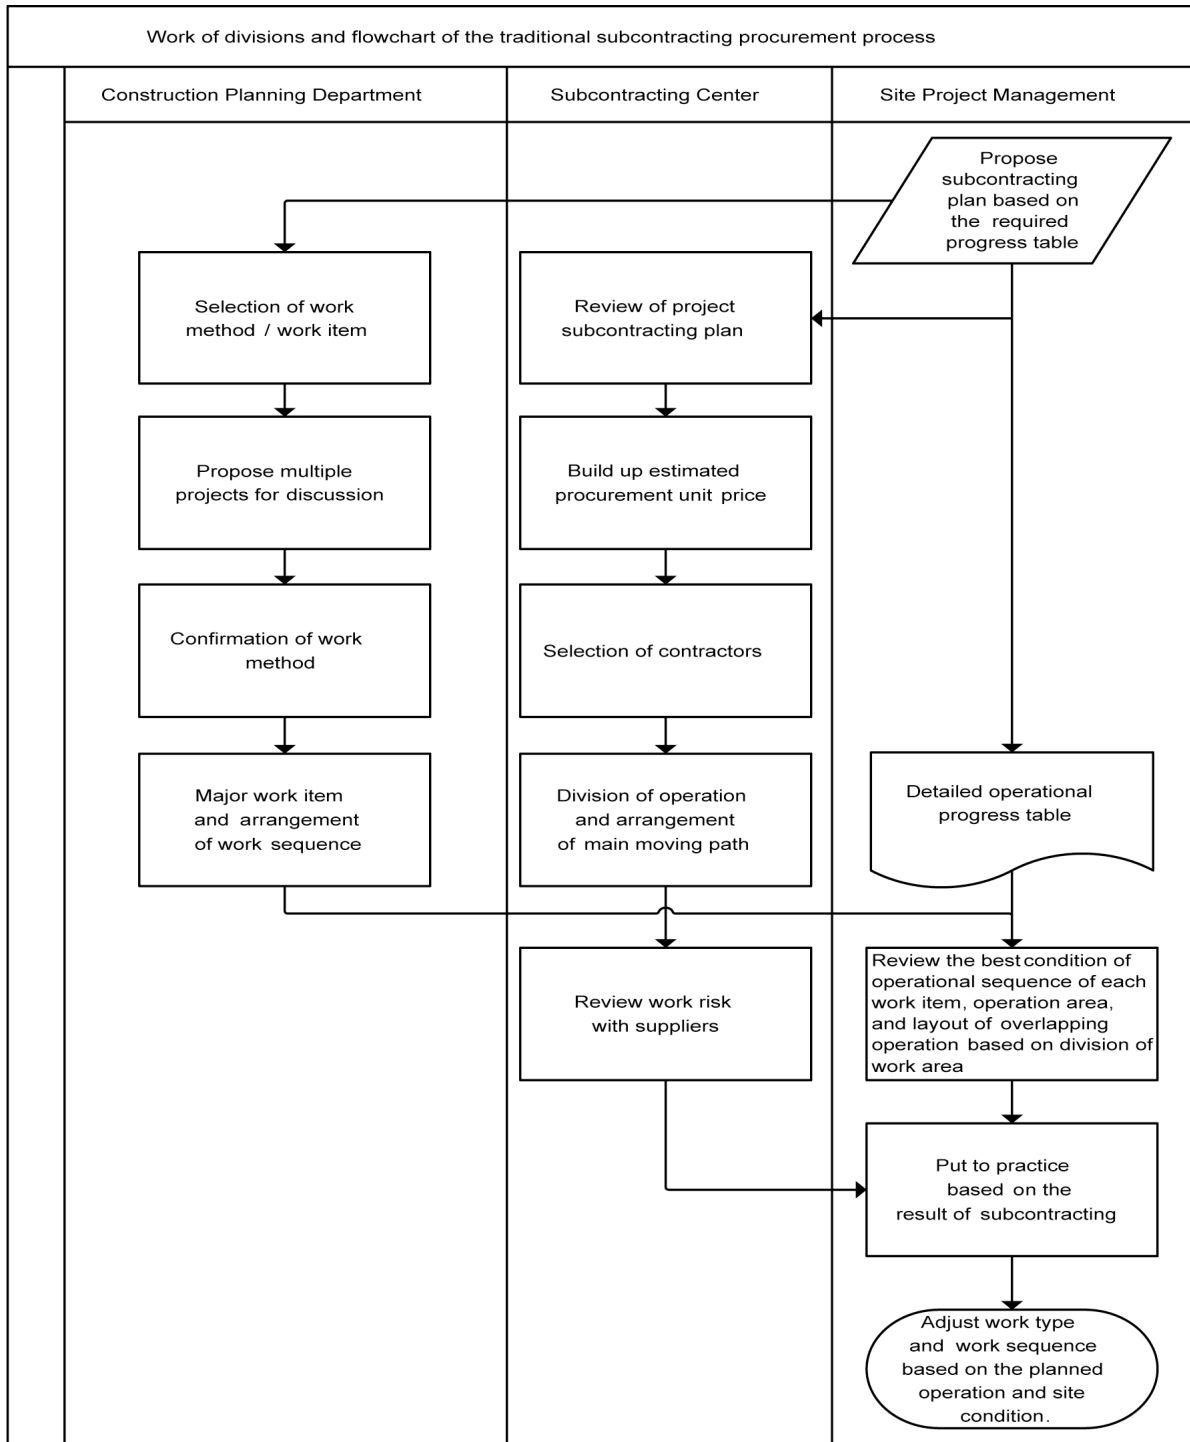 Work of divisions and flowchart of the traditional subcontracting procurement process
Construction Planning Department
Subcontracting Center
Site Project Management
Propose
subcontracting
plan based on
the required
progress table
Selection of work
method / work item
Review of project
subcontracting plan
Propose multiple
projects for discussion
Build up estimated
procurement unit price
Confirmation of work
method
Selection of contractors
Major work item
and arrangement
of work sequence
Division of operation
and arrangement
of main moving path
Detailed operational
progress table
Review work risk
with suppliers
Review the best condition of
operational sequence of each
work item, operation area,
and layout of overlapping
operation based on division of
work area
Put to practice
based on the
result of subcontracting
Adjust work type
and work sequence
based on the planned
operation and site
condition.